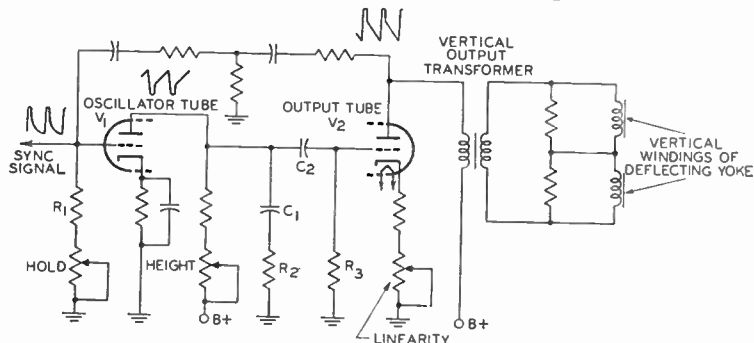 VERTICAL
OUTPUT
TRANSFORMER
OSCILLATOR TUBE
V1
OUTPUT TUBE
V2
SYNC
SIGNAL
C2
VERTICAL
WINDINGS OF
DEFLECTING YOKE
R1
C1
HOLD
HEIGHT
R2
R3
B+
LINEARITY
B+